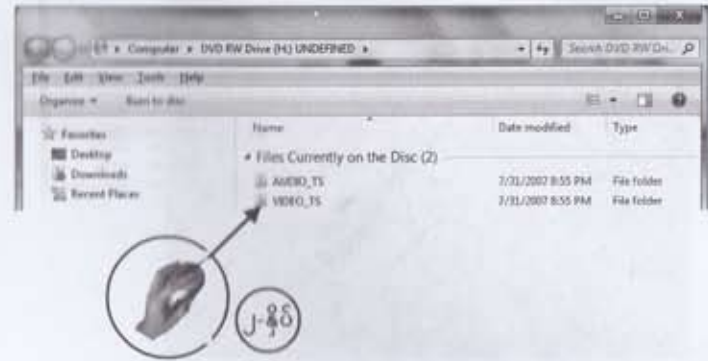 Computer ▸ DVD RW Drive (H:) UNDEFINED ▸
Search DVD RW Dri...
File Edit View Tools Help
Organize Burn to disc
Name Date modified Type
Favorites
Files Currently on the Disc (2)
Desktop
AUDIO_TS 7/31/2007 8:55 PM File folder
Downloads
VIDEO_TS 7/31/2007 8:55 PM File folder
Recent Places